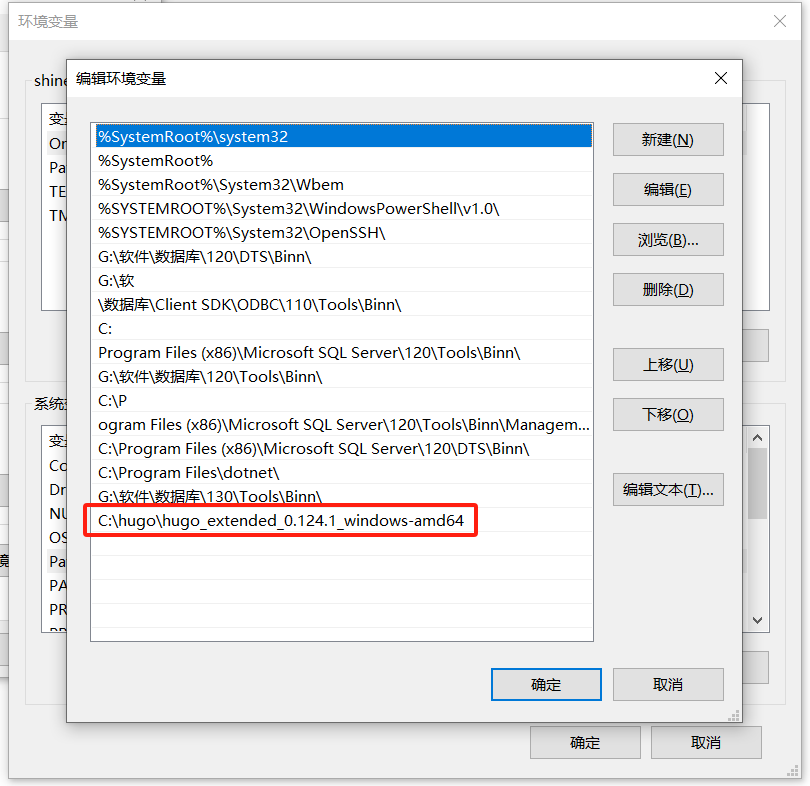 环境变量
shine
编辑环境变量
%SystemRoot%\system32
%SystemRoot%
%SystemRoot%\System32\Wbem
%SYSTEMROOT%\System32\WindowsPowerShell\v1.0\
%SYSTEMROOT%\System32\OpenSSH\
G:\软件\数据库\120\DTS\Binn\
G:\软
\数据库\Client SDK\ODBC\110\Tools\Binn\
C:
Program Files (x86)\Microsoft SQL Server\120\Tools\Binn\
G:\软件\数据库\120\Tools\Binn\
C:\P
ogram Files (x86)\Microsoft SQL Server\120\Tools\Binn\Managem...
C:\Program Files (x86)\Microsoft SQL Server\120\DTS\Binn\
C:\Program Files\dotnet\
G:\软件\数据库\130\Tools\Binn\
C:\hugo\hugo_extended_0.124.1_windows-amd64
新建(N)
编辑(E)
浏览(B)...
删除(D)
上移(U)
下移(O)
编辑文本(T)...
确定
取消
变
On
Pa
TE
TM
系统
变
Co
Dr
NU
OS
Pa
PA
PR
确定
取消